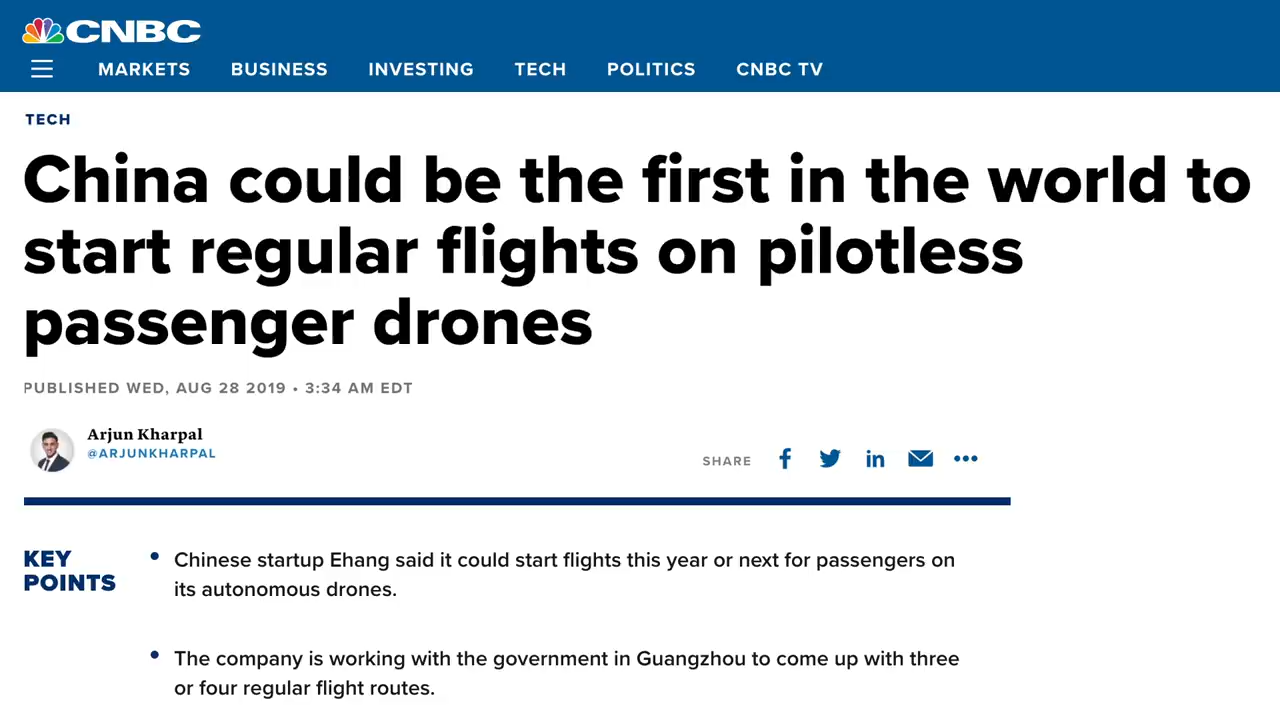 CNBC
MARKETS BUSINESS INVESTING TECH POLITICS CNBC TV
TECH
China could be the first in the world to
start regular flights on pilotless
passenger drones
PUBLISHED WED, AUG 28 2019 • 3:34 AM EDT
Arjun Kharpal
@ARJUNKHARPAL
SHARE
KEY
POINTS
• Chinese startup Ehang said it could start flights this year or next for passengers on
its autonomous drones.
• The company is working with the government in Guangzhou to come up with three
or four regular flight routes.